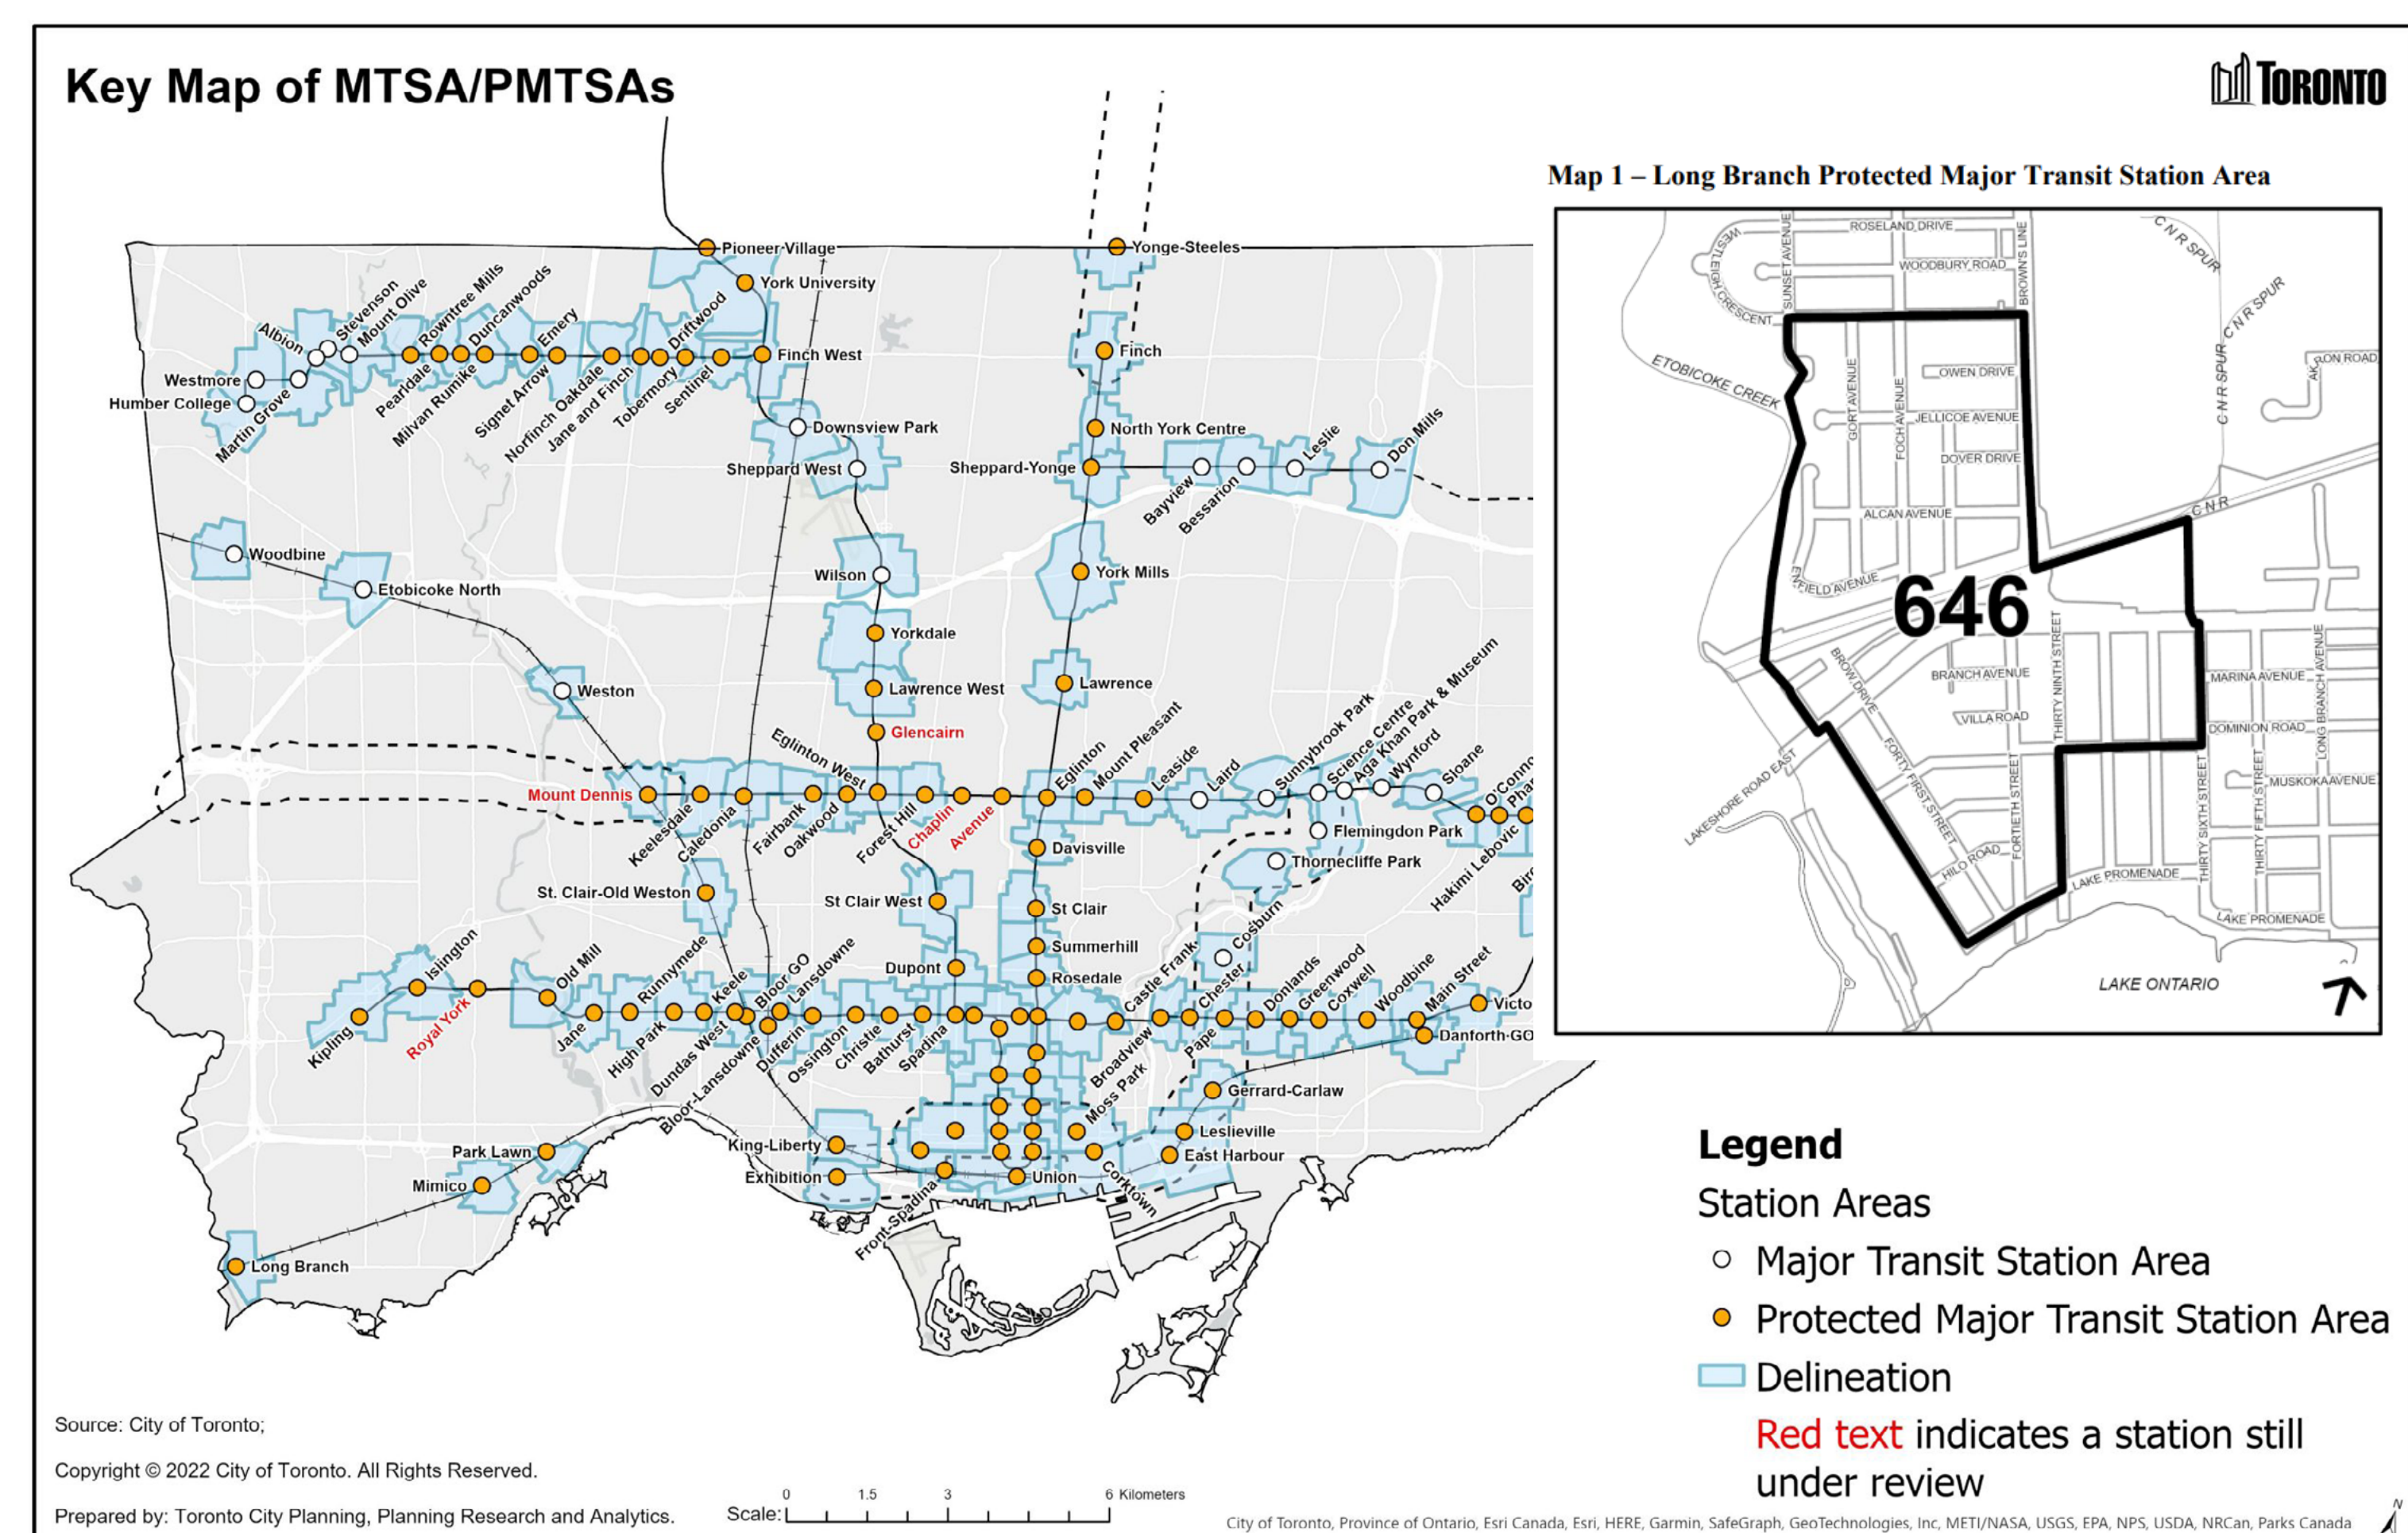 Key Map of MTSA/PMTSAs
TORONTO
Map 1 – Long Branch Protected Major Transit Station Area
Pioneer Village
Yonge-Steeles
York University
Albion
Stevenson
Mount Olive
Rowntree Mills
Duncanwoods
Emery
Driftwood
Finch West
Finch
Westmore
Humber College
Martin Grove
Pearldale
Milvan Rumike
Signet Arrow
Norfinch Oakdale
Jane and Finch
Tobermory
Sentinel
Downsview Park
North York Centre
Sheppard West
Sheppard-Yonge
Bayview
Bessarion
Leslie
Don Mills
Woodbine
Etobicoke North
Wilson
York Mills
Yorkdale
Weston
Lawrence West
Lawrence
Glencairn
Eglinton West
Eglinton
Mount Pleasant
Leaside
Laird
Sunnybrook Park
Science Centre
Aga Khan Park & Museum
Wynford
Sloane
Mount Dennis
Keelesdale
Caledonia
Fairbank
Oakwood
Forest Hill
Chaplin
Avenue
Hakimi Lebovic
Davisville
Flemingdon Park
Thornecliffe Park
St. Clair-Old Weston
St Clair West
St Clair
Cosburn
Summerhill
Dupont
Rosedale
Islington
Kipling
Royal York
Old Mill
Jane
Runnymede
High Park
Keele
Dundas West
Bloor GO
Bloor-Lansdowne
Lansdowne
Dufferin
Ossington
Christie
Bathurst
Spadina
Castle Frank
Broadview
Chester
Pape
Donlands
Greenwood
Coxwell
Woodbine
Main Street
Victo
Danforth-GO
Moss Park
Gerrard-Carlaw
Leslieville
East Harbour
Park Lawn
Mimico
King-Liberty
Exhibition
Front-Spadina
Union
Corktown
Long Branch
ROSELAND DRIVE
WESTLEIGH CRESCENT
SUNSET AVENUE
WOODBURY ROAD
BROWN'S LINE
CNR SPUR
CNR SPUR
CNR SPUR
ETOBICOKE CREEK
GORT AVENUE
FOCH AVENUE
OWEN DRIVE
JELLICOE AVENUE
DOVER DRIVE
ALCAN AVENUE
CNR
ENFIELD AVENUE
646
BROW DRIVE
BRANCH AVENUE
VILLA ROAD
THIRTY NINTH STREET
MARINA AVENUE
DOMINION ROAD
LONG BRANCH AVENUE
LAKESHORE ROAD EAST
FORTY FIRST STREET
FORTIETH STREET
HILO ROAD
THIRTY SIXTH STREET
THIRTY FIFTH STREET
MUSKOKA AVENUE
LAKE PROMENADE
LAKE PROMENADE
LAKE ONTARIO
Legend
Station Areas
Major Transit Station Area
Protected Major Transit Station Area
Delineation
Red text indicates a station still
under review
Source: City of Toronto;
Copyright © 2022 City of Toronto. All Rights Reserved.
Prepared by: Toronto City Planning, Planning Research and Analytics.
Scale:
0 1.5 3 6 Kilometers
City of Toronto, Province of Ontario, Esri Canada, Esri, HERE, Garmin, SafeGraph, GeoTechnologies, Inc, METI/NASA, USGS, EPA, NPS, USDA, NRCan, Parks Canada
N